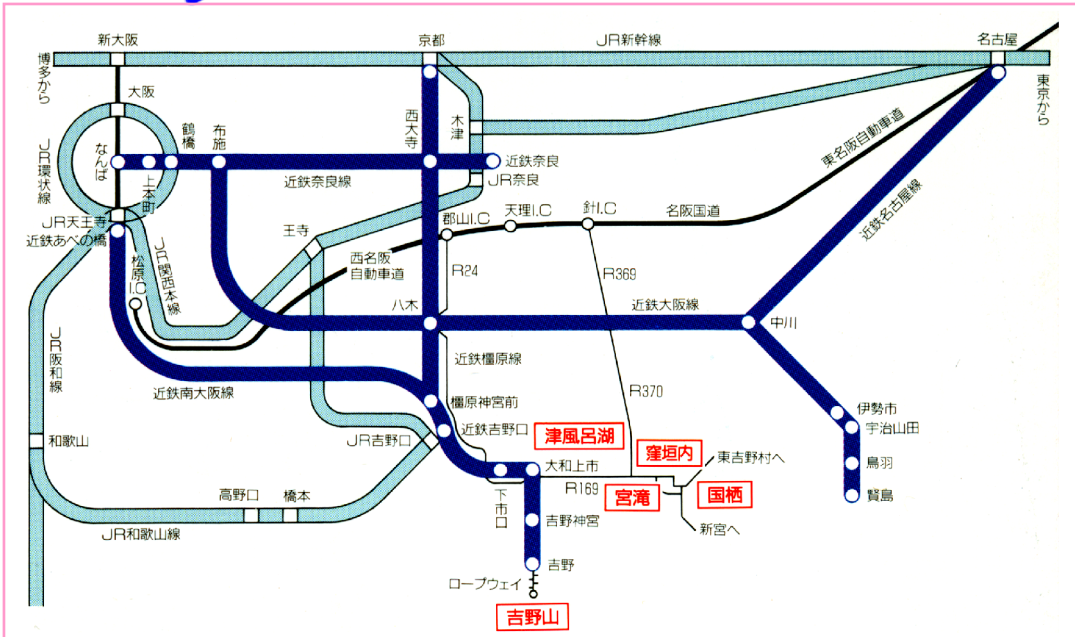 新大阪
京都
JR新幹線
名古屋
博多から
東京から
大阪
鶴橋
布施
西大寺
木津
なんば
上本町
近鉄奈良線
近鉄奈良
JR奈良
東名阪自動車道
JR環状線
JR天王寺
近鉄あべの橋
松原I.C
JR関西本線
王寺
西名阪
自動車道
郡山I.C
天理I.C
針I.C
名阪国道
近鉄名古屋線
R24
R369
八木
近鉄大阪線
中川
JR阪和線
近鉄南大阪線
近鉄橿原線
R370
橿原神宮前
伊勢市
宇治山田
近鉄吉野口
JR吉野口
津風呂湖
窪垣内
東吉野村へ
鳥羽
和歌山
大和上市
R169
宮滝
国栖
賢島
高野口
橋本
下市口
吉野神宮
新宮へ
JR和歌山線
吉野
ロープウェイ
吉野山